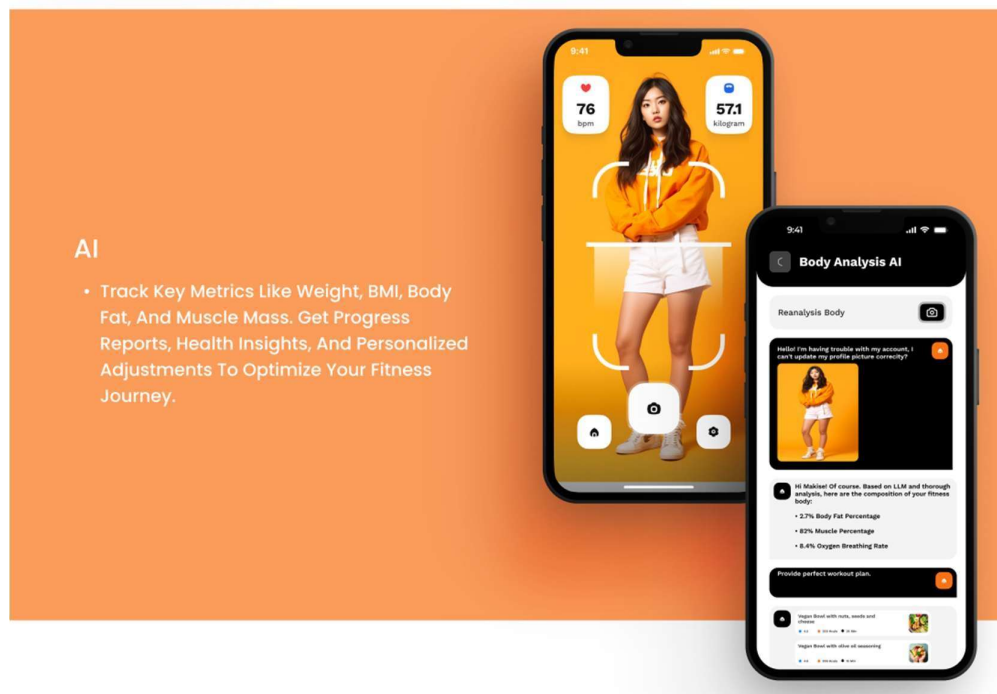 AI
• Track Key Metrics Like Weight, BMI, Body
Fat, And Muscle Mass. Get Progress
Reports, Health Insights, And Personalized
Adjustments To Optimize Your Fitness
Journey.
9:41
76
bpm
57.1
kilogram
9:41
Body Analysis AI
Reanalysis Body
Hello! I'm having trouble with my account, I
can't update my profile picture correcity?
Hi Makise! Of course. Based on LLM and thorough
analysis, here are the composition of your fitness
body:
• 2.7% Body Fat Percentage
• 82% Muscle Percentage
• 8.4% Oxygen Breathing Rate
Provide perfect workout plan.
Vegan Bowl with nuts, seeds and
cheese
Vegan Bowl with olive oil seasoning